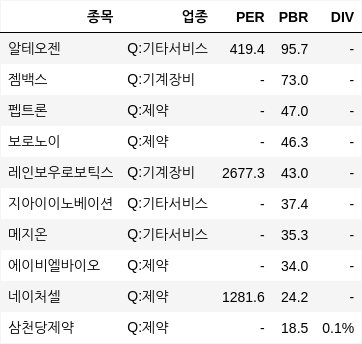 종목 업종 PER PBR DIV
알테오젠 Q:기타서비스 419.4 95.7 -
젬백스 Q:기계장비 - 73.0 -
펩트론 Q:제약 - 47.0 -
보로노이 Q:제약 - 46.3 -
레인보우로보틱스 Q:기계장비 2677.3 43.0 -
지아이이노베이션 Q:기타서비스 - 37.4 -
메지온 Q:기타서비스 - 35.3 -
에이비엘바이오 Q:제약 - 34.0 -
네이처셀 Q:제약 1281.6 24.2 -
삼천당제약 Q:제약 - 18.5 0.1%